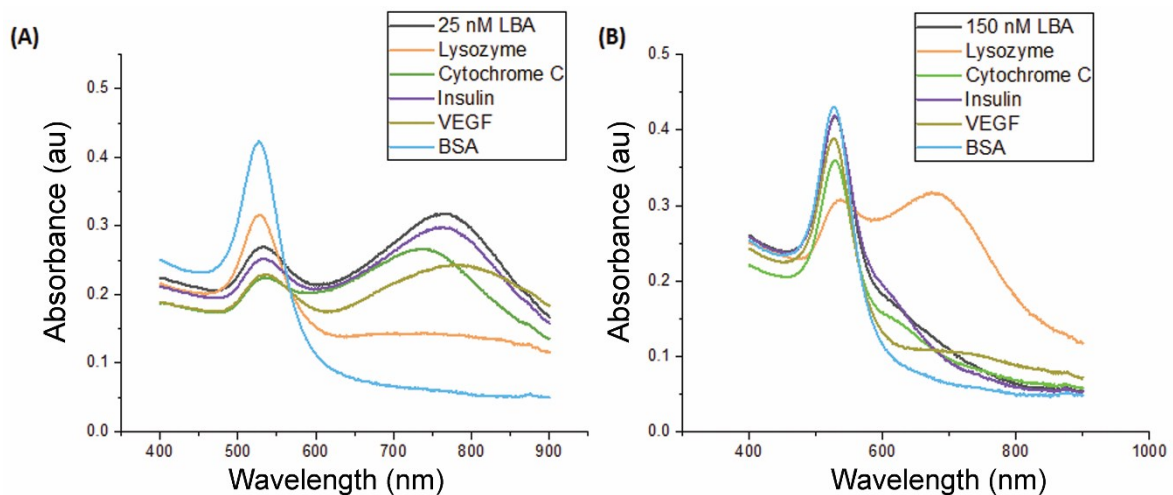 (A)
25 nM LBA
Lysozyme
Cytochrome C
Insulin
VEGF
BSA
0.5
0.4
0.3
0.2
0.1
0.0
Absorbance (au)
400 500 600 700 800 900
Wavelength (nm)
(B)
150 nM LBA
Lysozyme
Cytochrome C
Insulin
VEGF
BSA
0.5
0.4
0.3
0.2
0.1
0.0
Absorbance (au)
400 600 800 1000
Wavelength (nm)